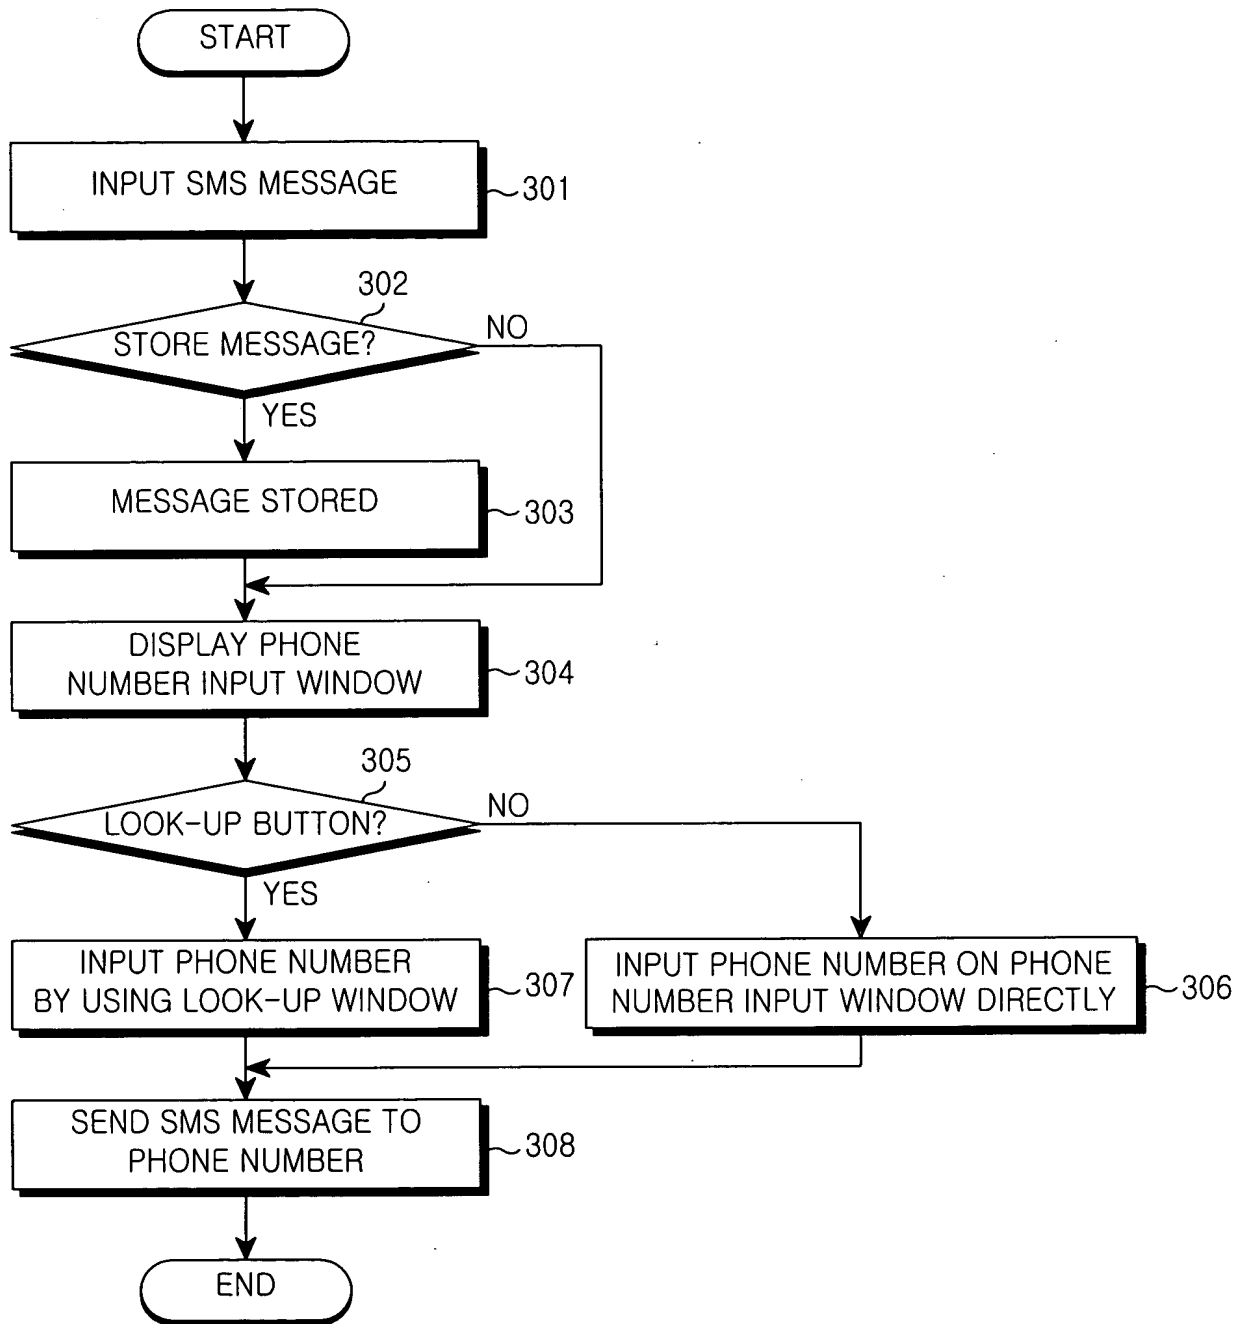 START
INPUT SMS MESSAGE
301
302
STORE MESSAGE?
NO
YES
MESSAGE STORED
303
DISPLAY PHONE
NUMBER INPUT WINDOW
304
305
LOOK-UP BUTTON?
NO
YES
INPUT PHONE NUMBER
BY USING LOOK-UP WINDOW
307
INPUT PHONE NUMBER ON PHONE
NUMBER INPUT WINDOW DIRECTLY
306
SEND SMS MESSAGE TO
PHONE NUMBER
308
END